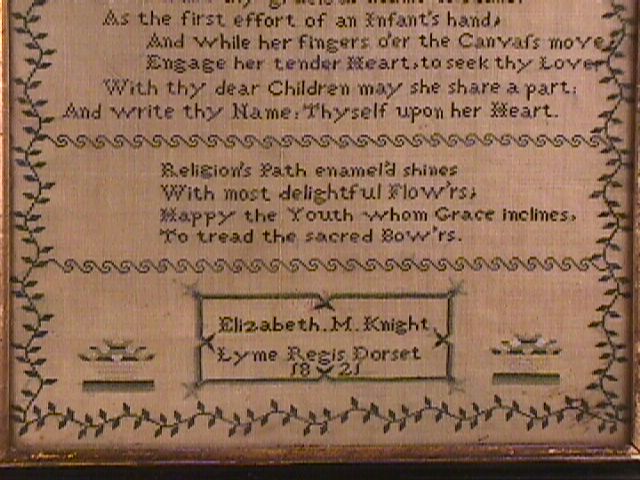 As the first effort of an Infant's hand;
And while her fingers o'er the Canvaſs move,
Engage her tender Heart, to seek thy Love
With thy dear Children may she share a part;
And write thy Name; Thyself upon her Heart.
Religion's Path enamel'd shines
With most delightful Flow'rs;
Happy the Youth whom Grace inclines,
To tread the sacred Bow'rs.
Elizabeth. M. Knight
Lyme Regis Dorset
1821